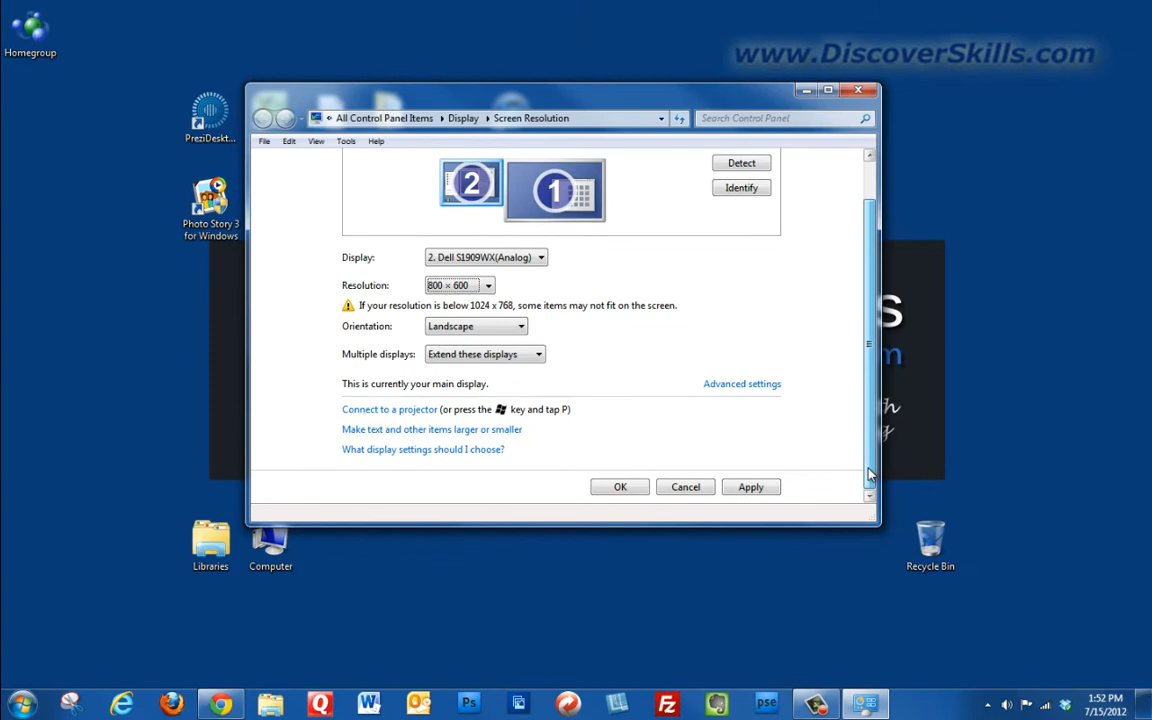 Homegroup
www.DiscoverSkills.com
PreziDeskt...
Photo Story 3
for Windows
All Control Panel Items
Display
Screen Resolution
Search Control Panel
File
Edit
View
Tools
Help
2
1
Detect
Identify
Display:
2. Dell S1909WX(Analog)
Resolution:
800 × 600
If your resolution is below 1024 x 768, some items may not fit on the screen.
Orientation:
Landscape
Multiple displays:
Extend these displays
This is currently your main display.
Advanced settings
Connect to a projector (or press the key and tap P)
Make text and other items larger or smaller
What display settings should I choose?
OK
Cancel
Apply
Libraries
Computer
Recycle Bin
Q
W
Ps
Fz
pse
1:52 PM
7/15/2012